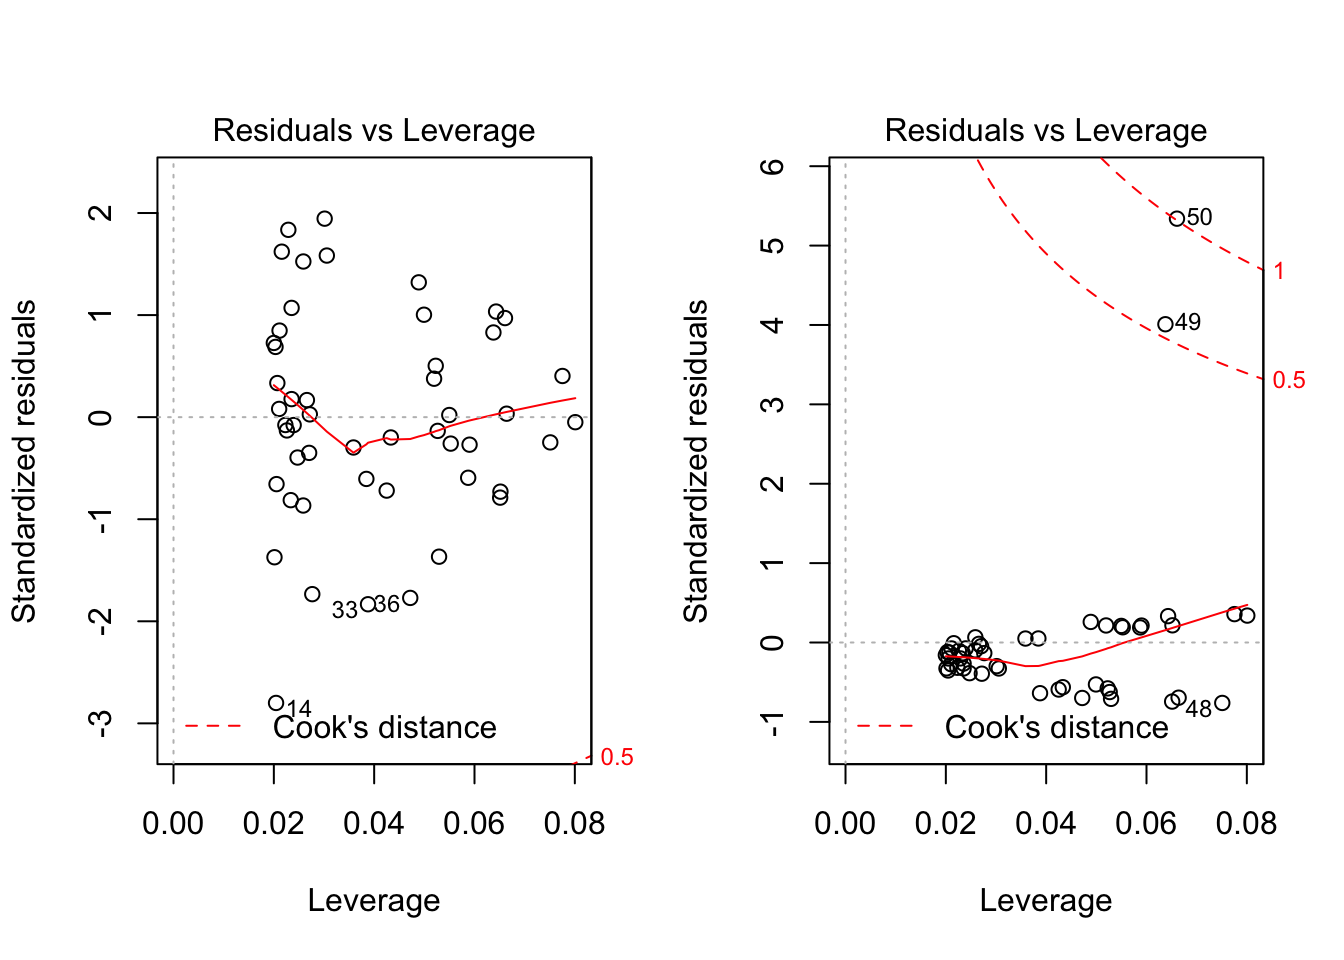 Residuals vs Leverage
Standardized residuals
2
1
0
-1
-2
-3
33
36
14
Cook's distance
0.5
0.00 0.02 0.04 0.06 0.08
Leverage
Residuals vs Leverage
Standardized residuals
6
5
4
3
2
1
0
-1
50
1
49
0.5
48
Cook's distance
0.00 0.02 0.04 0.06 0.08
Leverage